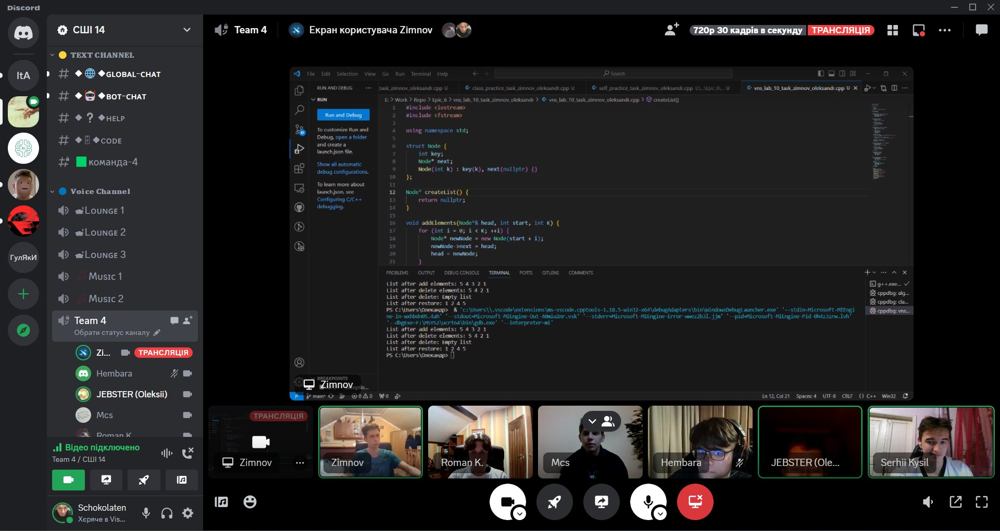 Discord
СШІ 14
TEXT CHANNEL
GLOBAL-CHAT
BOT-CHAT
HELP
CODE
команда-4
Voice Channel
Lounge 1
Lounge 2
Lounge 3
Music 1
Music 2
Team 4
Обрати статус каналу
Zi... ТРАНСЛЯЦІЯ
Hembara
JEBSTER (Oleksii)
Mcs
Roman K.
Відео підключено
Team 4 / СШІ 14
Schokolaten
Херяче в Vis...
ItA
AI
ГуляКИ
Team 4
Екран користувача Zimnov
720p 30 кадрів в секунду ТРАНСЛЯЦІЯ
File Edit Selection View Go Run Terminal Help
Search
RUN AND DEBUG
RUN
Run and Debug
To customize Run and
Debug, open a folder
and create a
launch.json file.
Show all automatic
debug configurations.
To learn more about
launch.json, see
Configuring C/C++
debugging.
BREAKPOINTS
_task_zimnov_oleksandr.cpp U
class_practice_task_zimnov_oleksandr.cpp U
self_practice_task_zimnov_oleksandr.cpp E:\...\Epic_6\... U
vns_lab_10_task_zimnov_oleksandr.cpp U
E: > Work > Repo > Epic_6 > vns_lab_10_task_zimnov_oleksandr > vns_lab_10_task_zimnov_oleksandr.cpp > createList()
1 #include <iostream>
2 #include <fstream>
3
4 using namespace std;
5
6 struct Node {
7 int key;
8 Node* next;
9 Node(int k) : key(k), next(nullptr) {}
10 };
11
12 Node* createList() {
13 return nullptr;
14 }
15
16 void addElements(Node*& head, int start, int K) {
17 for (int i = 0; i < K; ++i) {
18 Node* newNode = new Node(start + i);
19 newNode->next = head;
20 head = newNode;
21 }
PROBLEMS OUTPUT DEBUG CONSOLE TERMINAL PORTS GITLENS COMMENTS
List after add elements: 5 4 3 2 1
List after delete elements: 5 4 2 1
List after delete: Empty list
List after restore: 1 2 4 5
PS C:\Users\Олександр> & 'c:\Users\\.vscode\extensions\ms-vscode.cpptools-1.18.5-win32-x64\debugAdapters\bin\WindowsDebugLauncher.exe' '--stdin=Microsoft-MIEngi
ne-In-wxhbdn05.4ah' '--stdout=Microsoft-MIEngine-Out-40miu2nr.vsk' '--stderr=Microsoft-MIEngine-Error-wwez2b3l.jjm' '--pid=Microsoft-MIEngine-Pid-0h4z3zrw.lvh'
'--dbgExe=F:\MSYS2\ucrt64\bin\gdb.exe' '--interpreter=mi'
List after add elements: 5 4 3 2 1
List after delete elements: 5 4 2 1
List after delete: Empty list
List after restore: 1 2 4 5
PS C:\Users\Олександр>
g++.exe...
cppdbg: alg...
cppdbg: cla...
cppdbg: vns...
Zimnov
main* 0 0 0
Ln 12, Col 21 Spaces: 4 UTF-8 CRLF {} C++ Win32
ТРАНСЛЯЦІЯ
Zimnov
Zimnov
Roman K.
Mcs
Hembara
JEBSTER (Ole...
Serhii Kysil